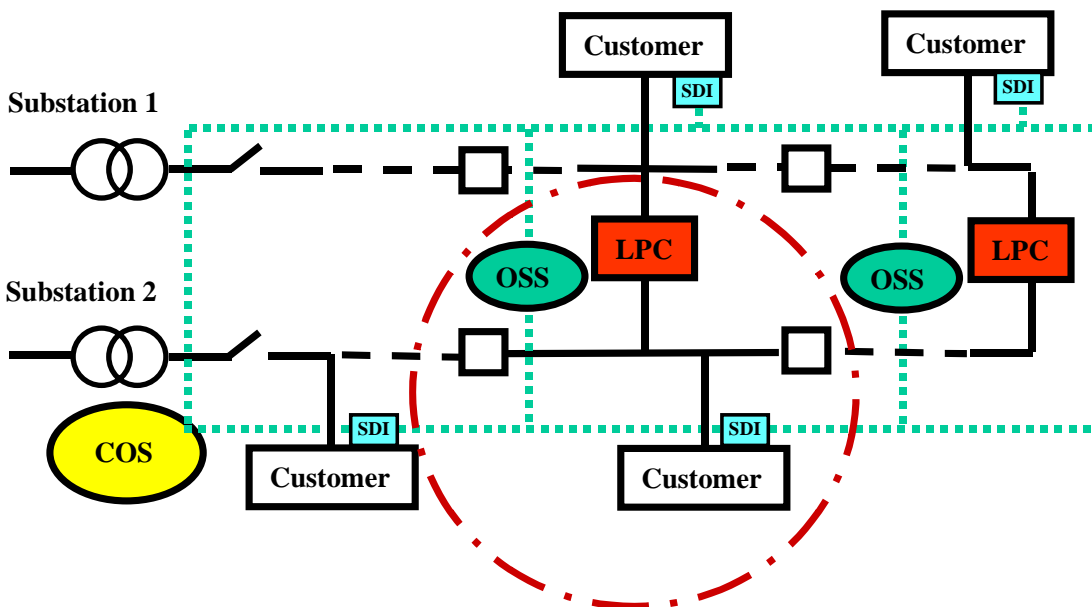 Customer
Customer
SDI
SDI
Substation 1
LPC
LPC
OSS
OSS
Substation 2
SDI
SDI
COS
Customer
Customer